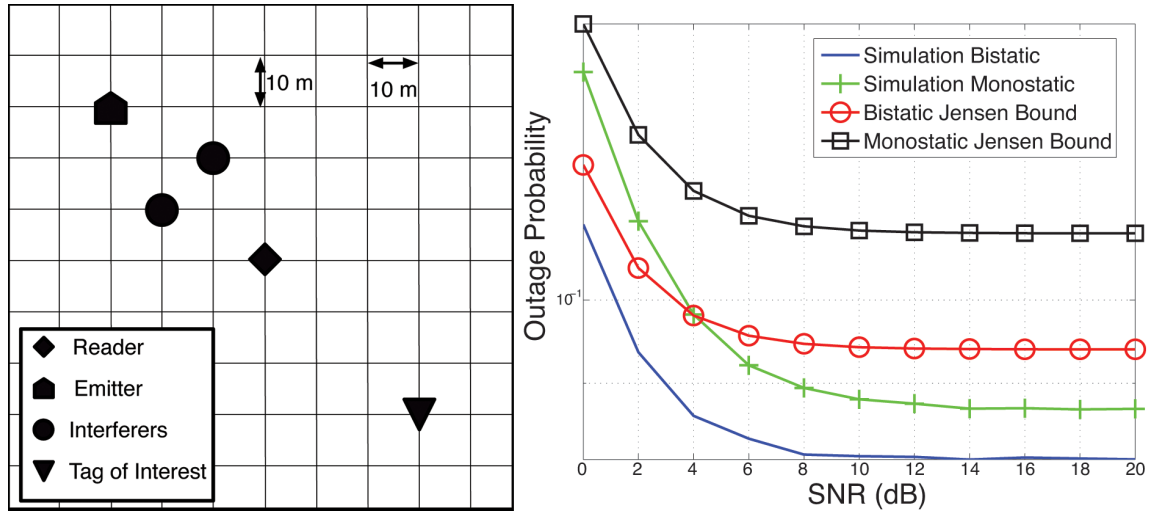 10 m
10 m
Reader
Emitter
Interferers
Tag of Interest
Outage Probability
10⁻¹
Simulation Bistatic
Simulation Monostatic
Bistatic Jensen Bound
Monostatic Jensen Bound
0 2 4 6 8 10 12 14 16 18 20
SNR (dB)